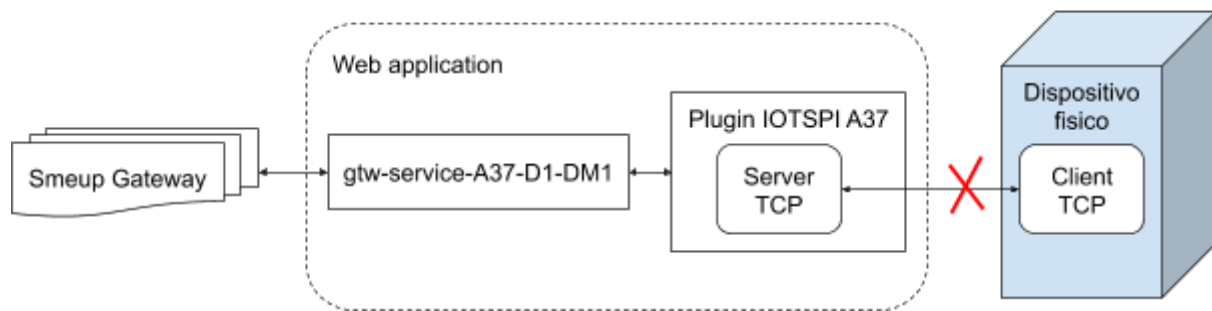 Web application
Smeup Gateway
gtw-service-A37-D1-DM1
Plugin IOTSPI A37
Server
TCP
Dispositivo
fisico
Client
TCP